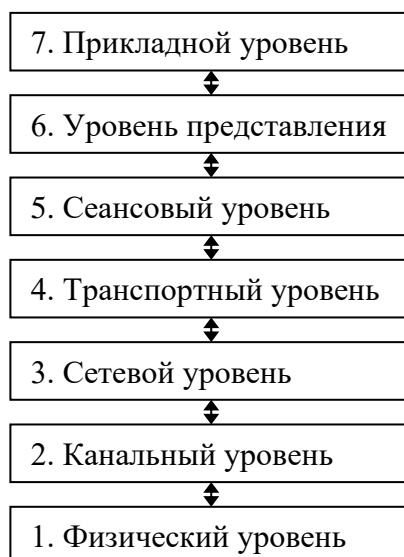 7. Прикладной уровень
6. Уровень представления
5. Сеансовый уровень
4. Транспортный уровень
3. Сетевой уровень
2. Канальный уровень
1. Физический уровень